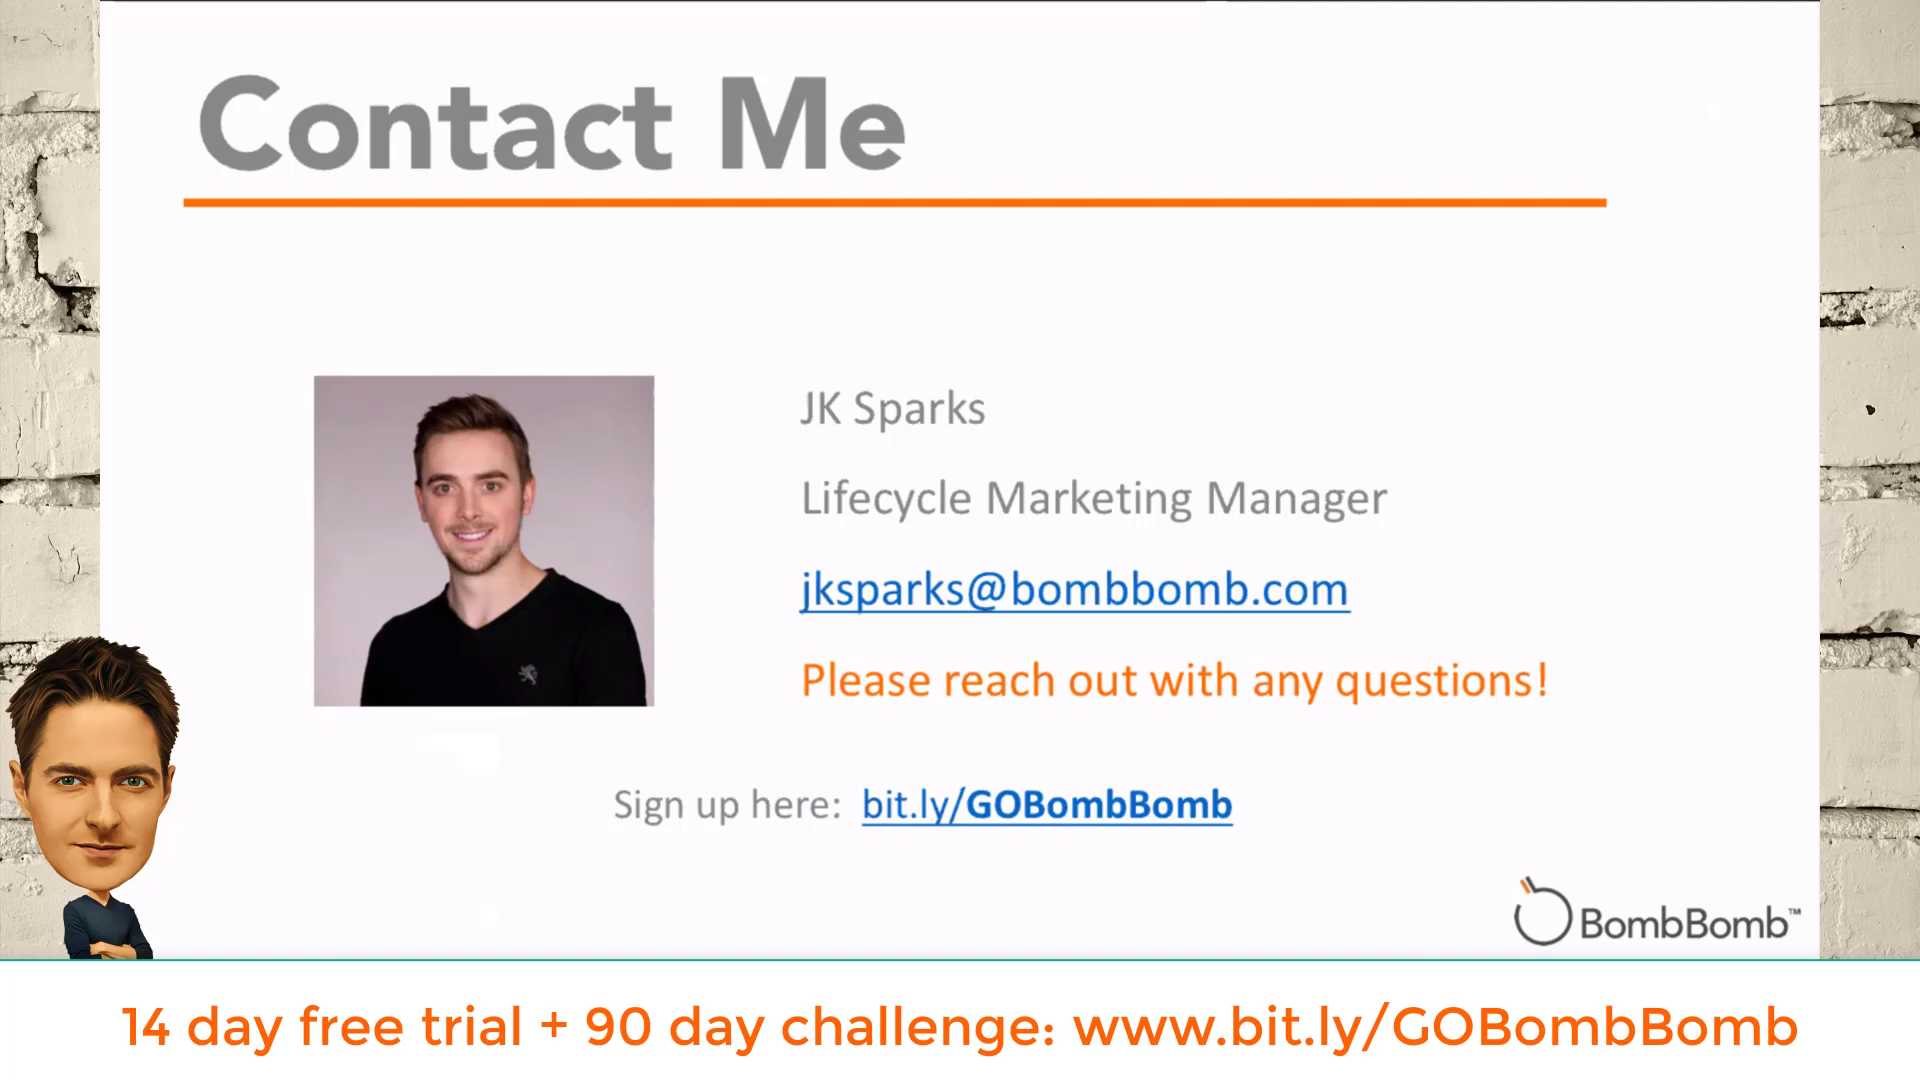 Contact Me
JK Sparks
Lifecycle Marketing Manager
jksparks@bombbomb.com
Please reach out with any questions!
Sign up here: bit.ly/GOBombBomb
BombBomb™
14 day free trial + 90 day challenge: www.bit.ly/GOBombBomb